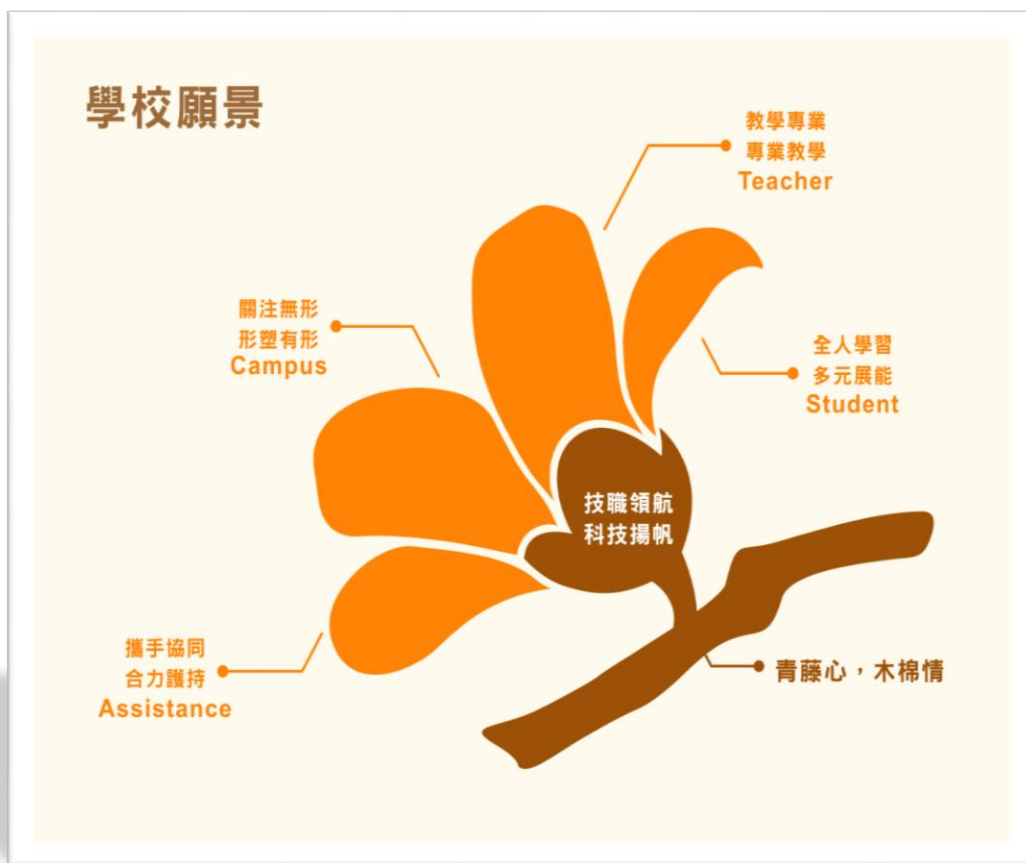 學校願景
教學專業
專業教學
Teacher
關注無形
形塑有形
Campus
全人學習
多元展能
Student
技職領航
科技揚帆
攜手協同
合力護持
Assistance
青藤心，木棉情